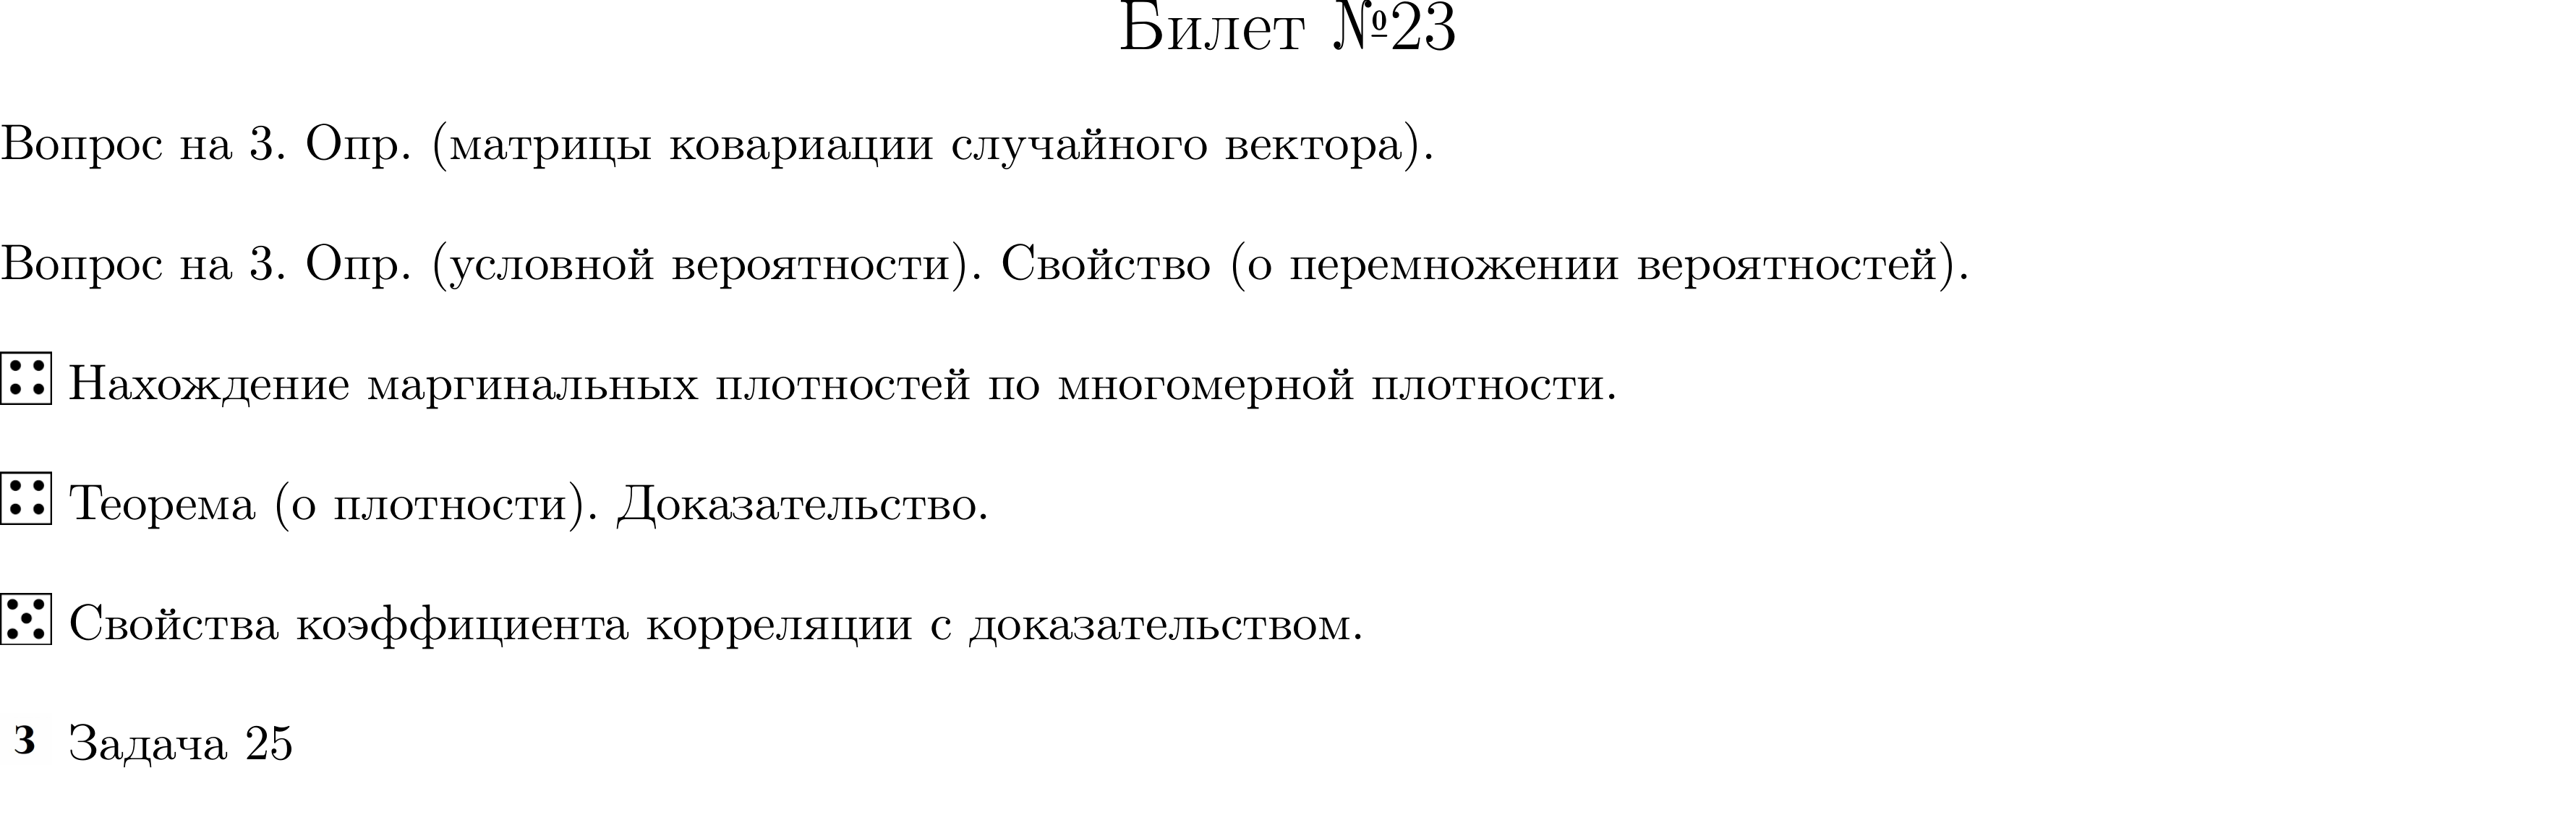 Билет №23
Вопрос на 3. Опр. (матрицы ковариации случайного вектора).
Вопрос на 3. Опр. (условной вероятности). Свойство (о перемножении вероятностей).
Нахождение маргинальных плотностей по многомерной плотности.
Теорема (о плотности). Доказательство.
Свойства коэффициента корреляции с доказательством.
З Задача 25